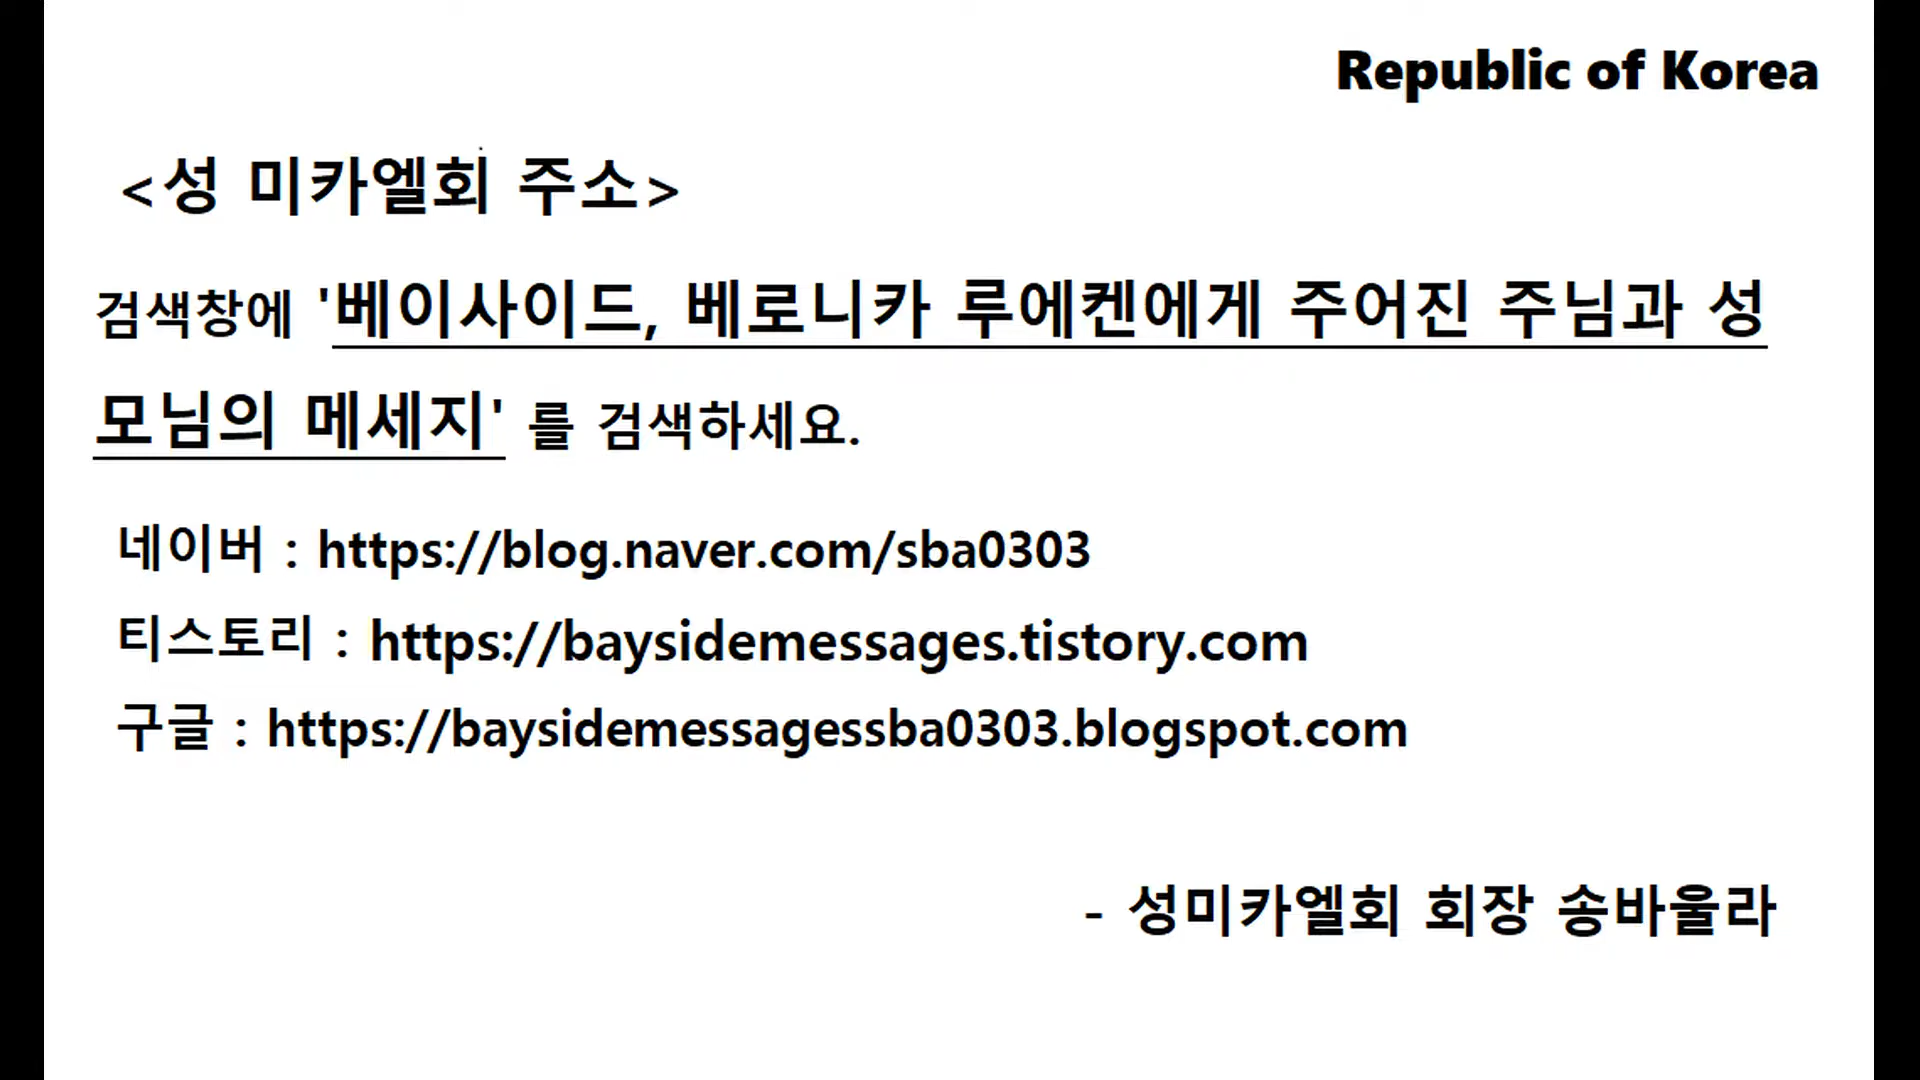 Republic of Korea
<성 미카엘회 주소>
검색창에 '베이사이드, 베로니카 루에켄에게 주어진 주님과 성
모님의 메세지' 를 검색하세요.
네이버 : https://blog.naver.com/sba0303
티스토리 : https://baysidemessages.tistory.com
구글 : https://baysidemessagessba0303.blogspot.com
- 성미카엘회 회장 송바울라